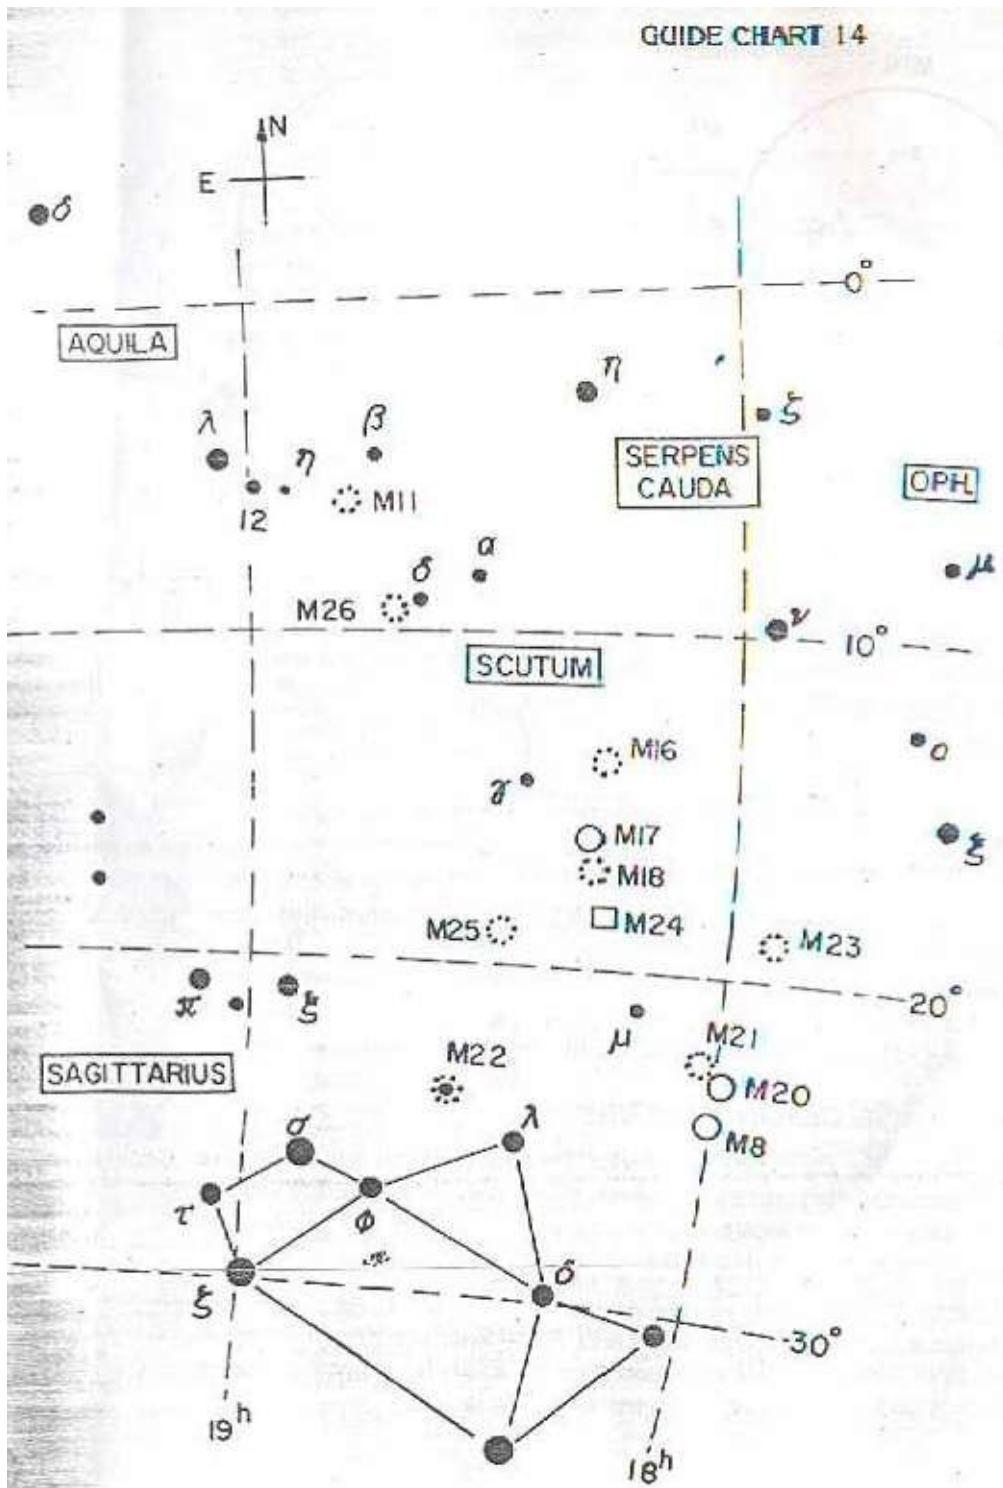 GUIDE CHART 14
N
E
δ
0°
AQUILA
η
λ
β
ζ
η
SERPENS
CAUDA
OPH.
M11
12
α
μ
δ
M26
ν
10°
SCUTUM
M16
ο
γ
M17
ξ
M18
M25
M24
M23
π
ξ
20°
μ
M21
M22
SAGITTARIUS
M20
λ
σ
M8
τ
φ
δ
ξ
30°
19h
18h